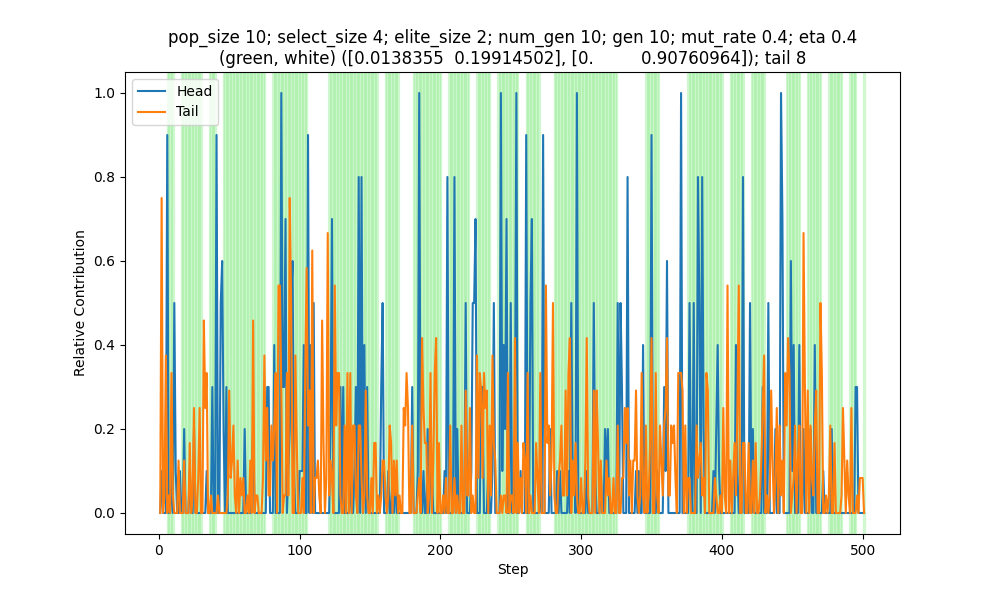 pop_size 10; select_size 4; elite_size 2; num_gen 10; gen 10; mut_rate 0.4; eta 0.4
(green, white) ([0.0138355 0.19914502], [0. 0.90760964]); tail 8
Head
Tail
1.0
0.8
0.6
0.4
0.2
0.0
Relative Contribution
0 100 200 300 400 500
Step